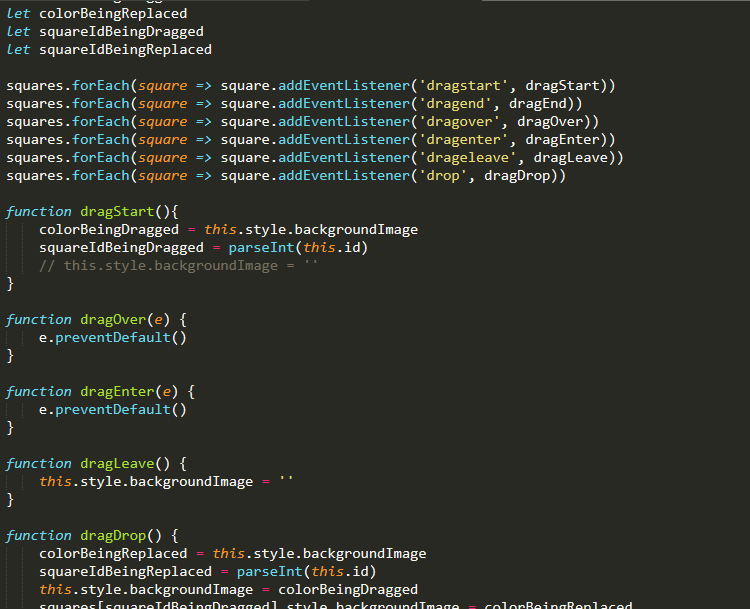 let colorBeingReplaced
let squareIdBeingDragged
let squareIdBeingReplaced
squares.forEach(square => square.addEventListener('dragstart', dragStart))
squares.forEach(square => square.addEventListener('dragend', dragEnd))
squares.forEach(square => square.addEventListener('dragover', dragOver))
squares.forEach(square => square.addEventListener('dragenter', dragEnter))
squares.forEach(square => square.addEventListener('drageleave', dragLeave))
squares.forEach(square => square.addEventListener('drop', dragDrop))
function dragStart(){
colorBeingDragged = this.style.backgroundImage
squareIdBeingDragged = parseInt(this.id)
// this.style.backgroundImage = ''
}
function dragOver(e) {
e.preventDefault()
}
function dragEnter(e) {
e.preventDefault()
}
function dragLeave() {
this.style.backgroundImage = ''
}
function dragDrop() {
colorBeingReplaced = this.style.backgroundImage
squareIdBeingReplaced = parseInt(this.id)
this.style.backgroundImage = colorBeingDragged
squares[squareIdBeingDragged].style.backgroundImage = colorBeingReplaced